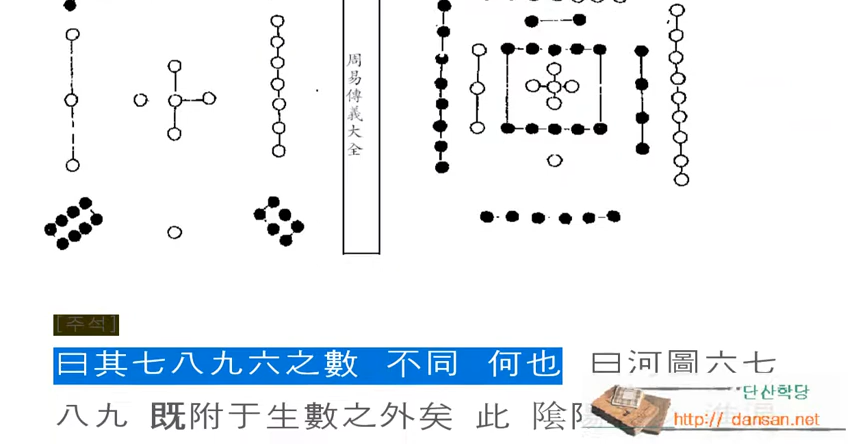 周易傳義大全
[주석]
曰其七八九六之數 不同 何也 曰河圖六七
八九 既附于生數之外矣 此 陰
단산학당
http://dansan.net